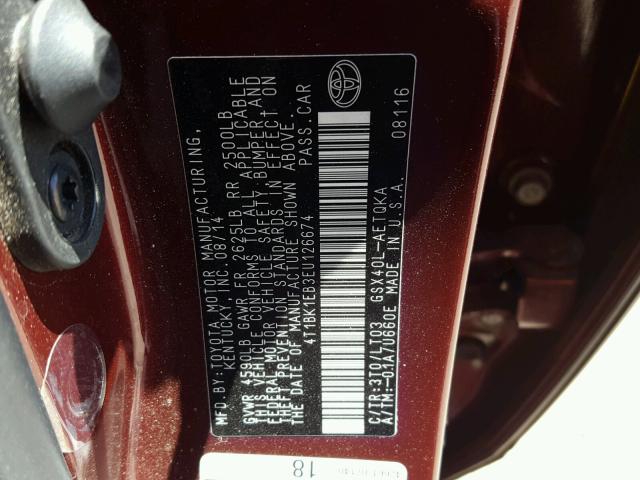 MFD. BY: TOYOTA MOTOR MANUFACTURING,
KENTUCKY, INC. 08/14
GVWR 4590LB GAWR FR 2625LB RR 2500LB
THIS VEHICLE CONFORMS TO ALL APPLICABLE
FEDERAL MOTOR VEHICLE SAFETY, BUMPER AND
THEFT PREVENTION STANDARDS IN EFFECT ON
THE DATE OF MANUFACTURE SHOWN ABOVE.
4T1BK1EB3EU126674 PASS. CAR
C/TR:3T0/LT03 GSX40L-AETQKA
A/TM:-01A/U660E MADE IN U.S.A.
08116
18